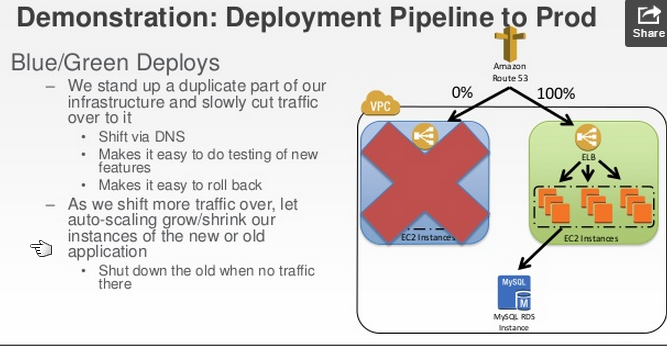 Demonstration: Deployment Pipeline to Prod
Share
Blue/Green Deploys
– We stand up a duplicate part of our
infrastructure and slowly cut traffic
over to it
• Shift via DNS
• Makes it easy to do testing of new
features
• Makes it easy to roll back
– As we shift more traffic over, let
auto-scaling grow/shrink our
instances of the new or old
application
• Shut down the old when no traffic
there
Amazon
Route 53
0%
100%
VPC
ELB
EC2 Instances
EC2 Instances
MySQL
M
MySQL RDS
Instance